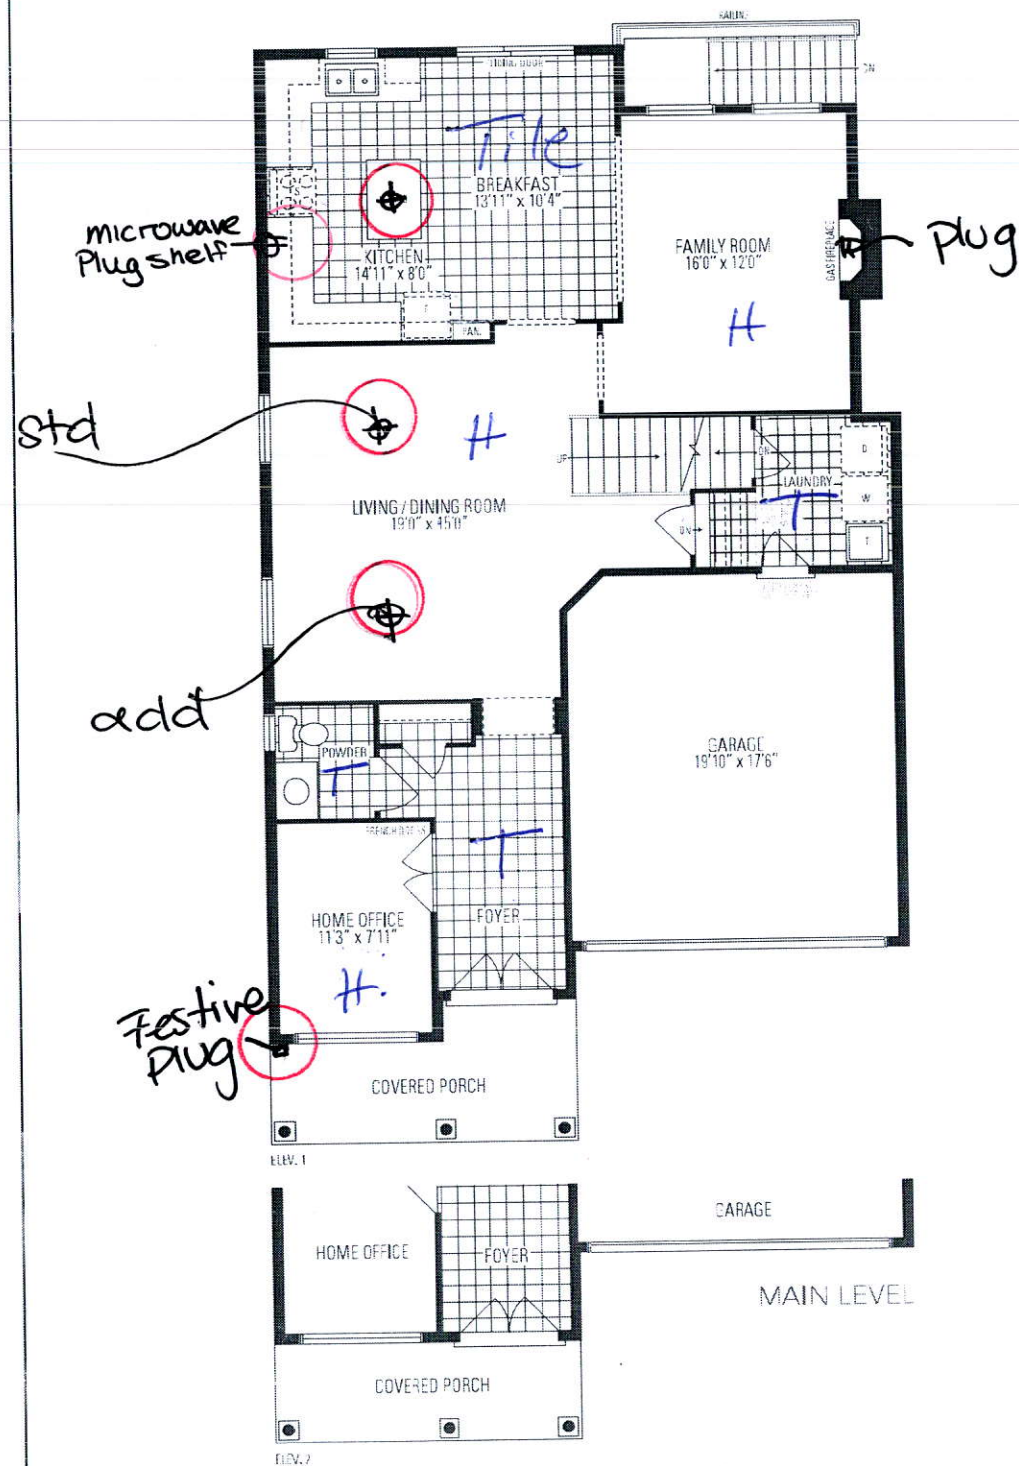 RAILING
DN
SLIDING DOOR
Tile
BREAKFAST
13'11" x 10'4"
S
microwave
Plug shelf
KITCHEN
14'11" x 8'0"
F
PAN.
FAMILY ROOM
16'0" x 12'0"
GAS FIREPLACE
plug
H
std
H
UP
DN
LAUNDRY
D
W
T
T
DN
LIVING / DINING ROOM
19'0" x 45'0"
add
POWDER
T
GARAGE
19'10" x 17'6"
FRENCH DOORS
T
FOYER
HOME OFFICE
11'3" x 7'11"
H.
Festive
Plug
COVERED PORCH
ELEV. 1
HOME OFFICE
FOYER
GARAGE
MAIN LEVEL
COVERED PORCH
ELEV. 2